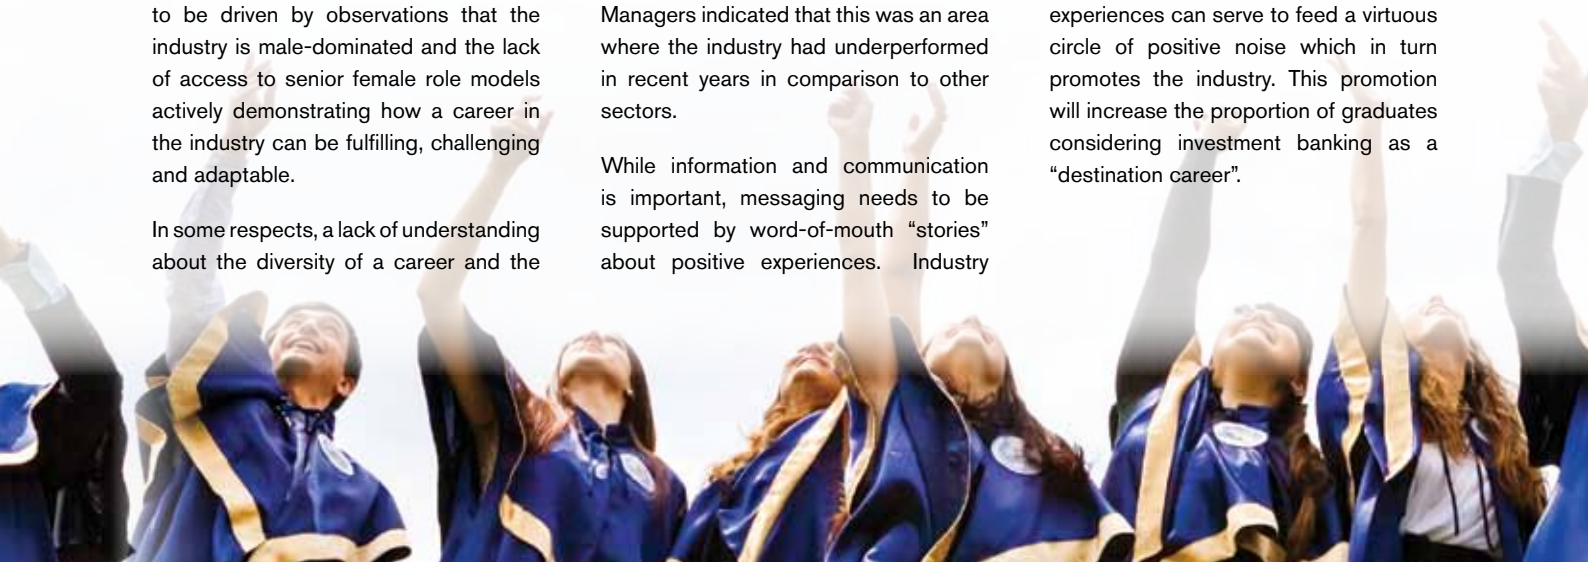 to be driven by observations that the
industry is male-dominated and the lack
of access to senior female role models
actively demonstrating how a career in
the industry can be fulfilling, challenging
and adaptable.
In some respects, a lack of understanding
about the diversity of a career and the
Managers indicated that this was an area
where the industry had underperformed
in recent years in comparison to other
sectors.
While information and communication
is important, messaging needs to be
supported by word-of-mouth “stories”
about positive experiences. Industry
experiences can serve to feed a virtuous
circle of positive noise which in turn
promotes the industry. This promotion
will increase the proportion of graduates
considering investment banking as a
“destination career”.